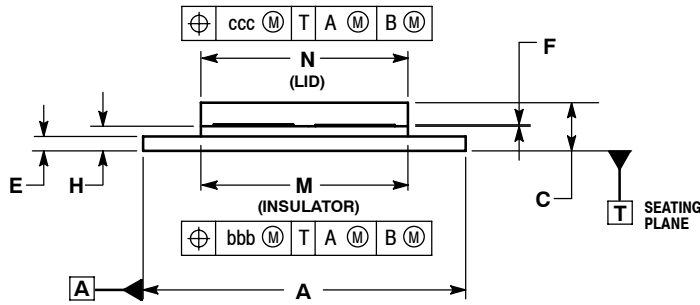 ⌖ ccc Ⓜ T A Ⓜ B Ⓜ
N
(LID)
F
E
H
M
(INSULATOR)
C
⌖ bbb Ⓜ T A Ⓜ B Ⓜ
T SEATING
PLANE
A
A